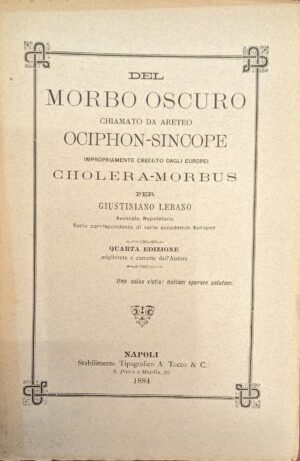 DEL
MORBO OSCURO
CHIAMATO DA ARETEO
OCIPHON-SINCOPE
IMPROPRIAMENTE CREDUTO DAGLI EUROPEI
CHOLERA-MORBUS
PER
GIUSTINIANO LEBANO
Avvocato Napoletano
Socio corrispondente di varie accademie Europee
QUARTA EDIZIONE
migliorata e corretta dall'Autore
Una salus victis: nullam sperare salutem.
NAPOLI
Stabilimento Tipografico A. Tocco & C.
S. Pietro a Majella, 29
1884